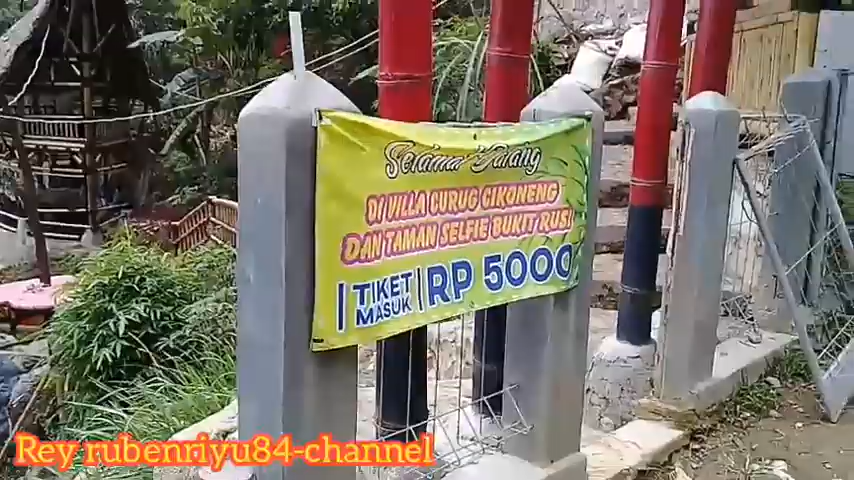 Selamat Datang
DI VILLA CURUG CIKONENG
DAN TAMAN SELFIE BUKIT RUSA
TIKET
MASUK
RP 5000
Rey rubenriyu84-channel